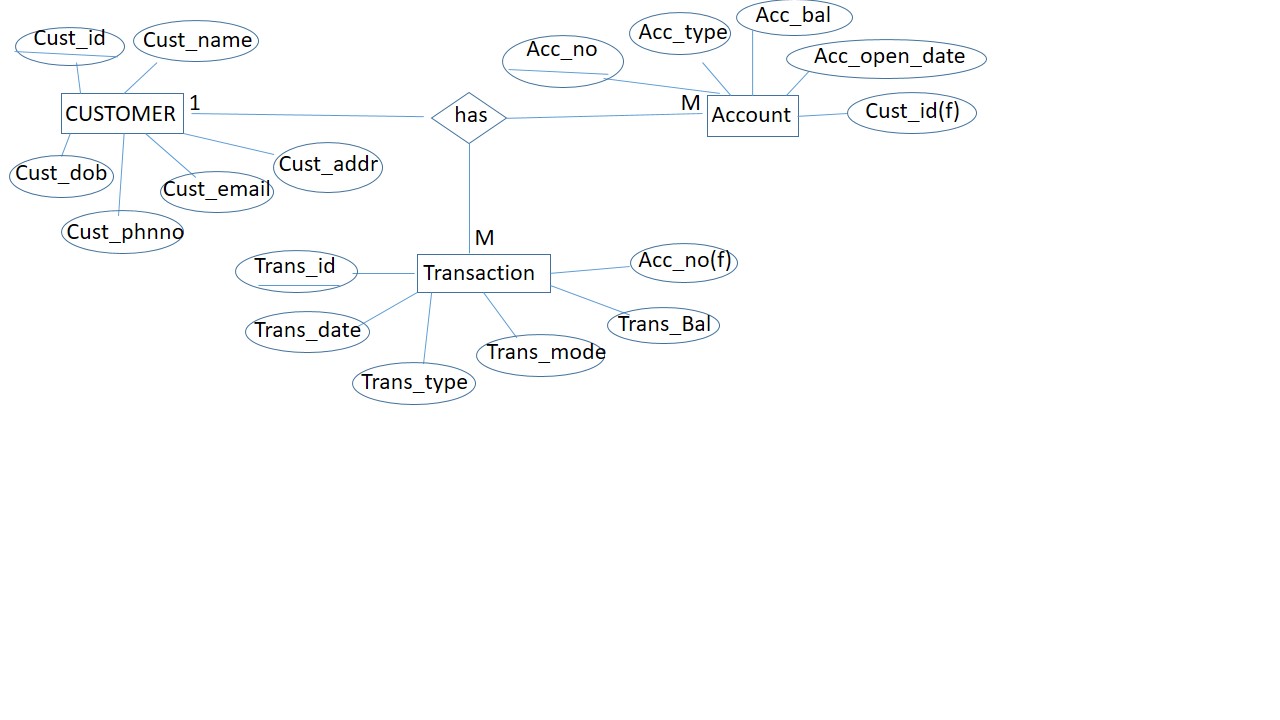 Cust_id
Cust_name
Acc_no
Acc_type
Acc_bal
Acc_open_date
CUSTOMER
1
has
M
Account
Cust_id(f)
Cust_dob
Cust_phnno
Cust_email
Cust_addr
M
Trans_id
Transaction
Acc_no(f)
Trans_date
Trans_type
Trans_mode
Trans_Bal